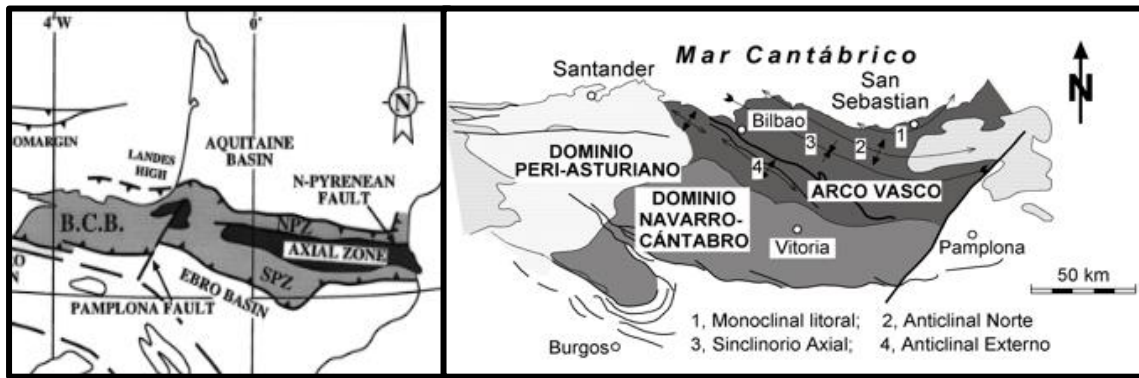 4°W
0°
N
OMARGIN
LANDES
HIGH
AQUITAINE
BASIN
N-PYRENEAN
FAULT
B.C.B.
NPZ
AXIAL ZONE
SPZ
EBRO BASIN
PAMPLONA FAULT
Mar Cantábrico
N
Santander
San
Sebastian
Bilbao
1
2
3
4
DOMINIO
PERI-ASTURIANO
ARCO VASCO
DOMINIO
NAVARRO-
CÁNTABRO
Vitoria
Pamplona
50 km
Burgos
1, Monoclinal litoral; 2, Anticlinal Norte
3, Sinclinorio Axial; 4, Anticlinal Externo